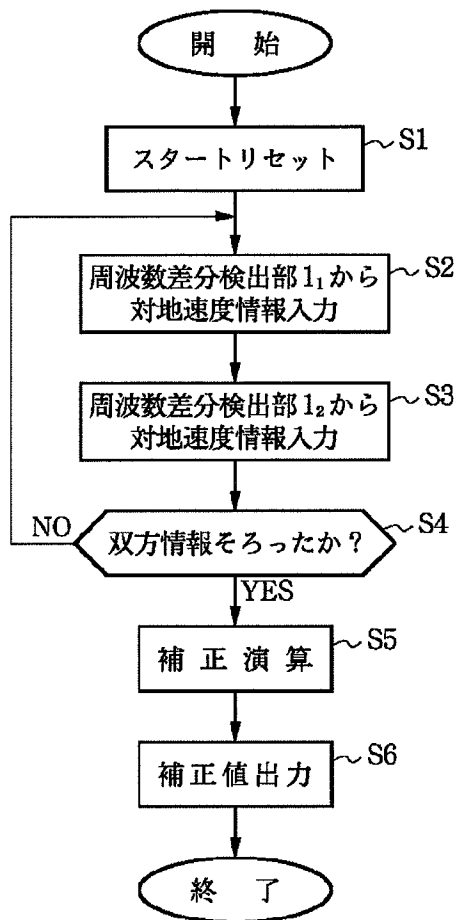 開　始
スタートリセット
S1
周波数差分検出部1₁から
対地速度情報入力
S2
周波数差分検出部1₂から
対地速度情報入力
S3
双方情報そろったか？
S4
NO
YES
補正演算
S5
補正値出力
S6
終　了